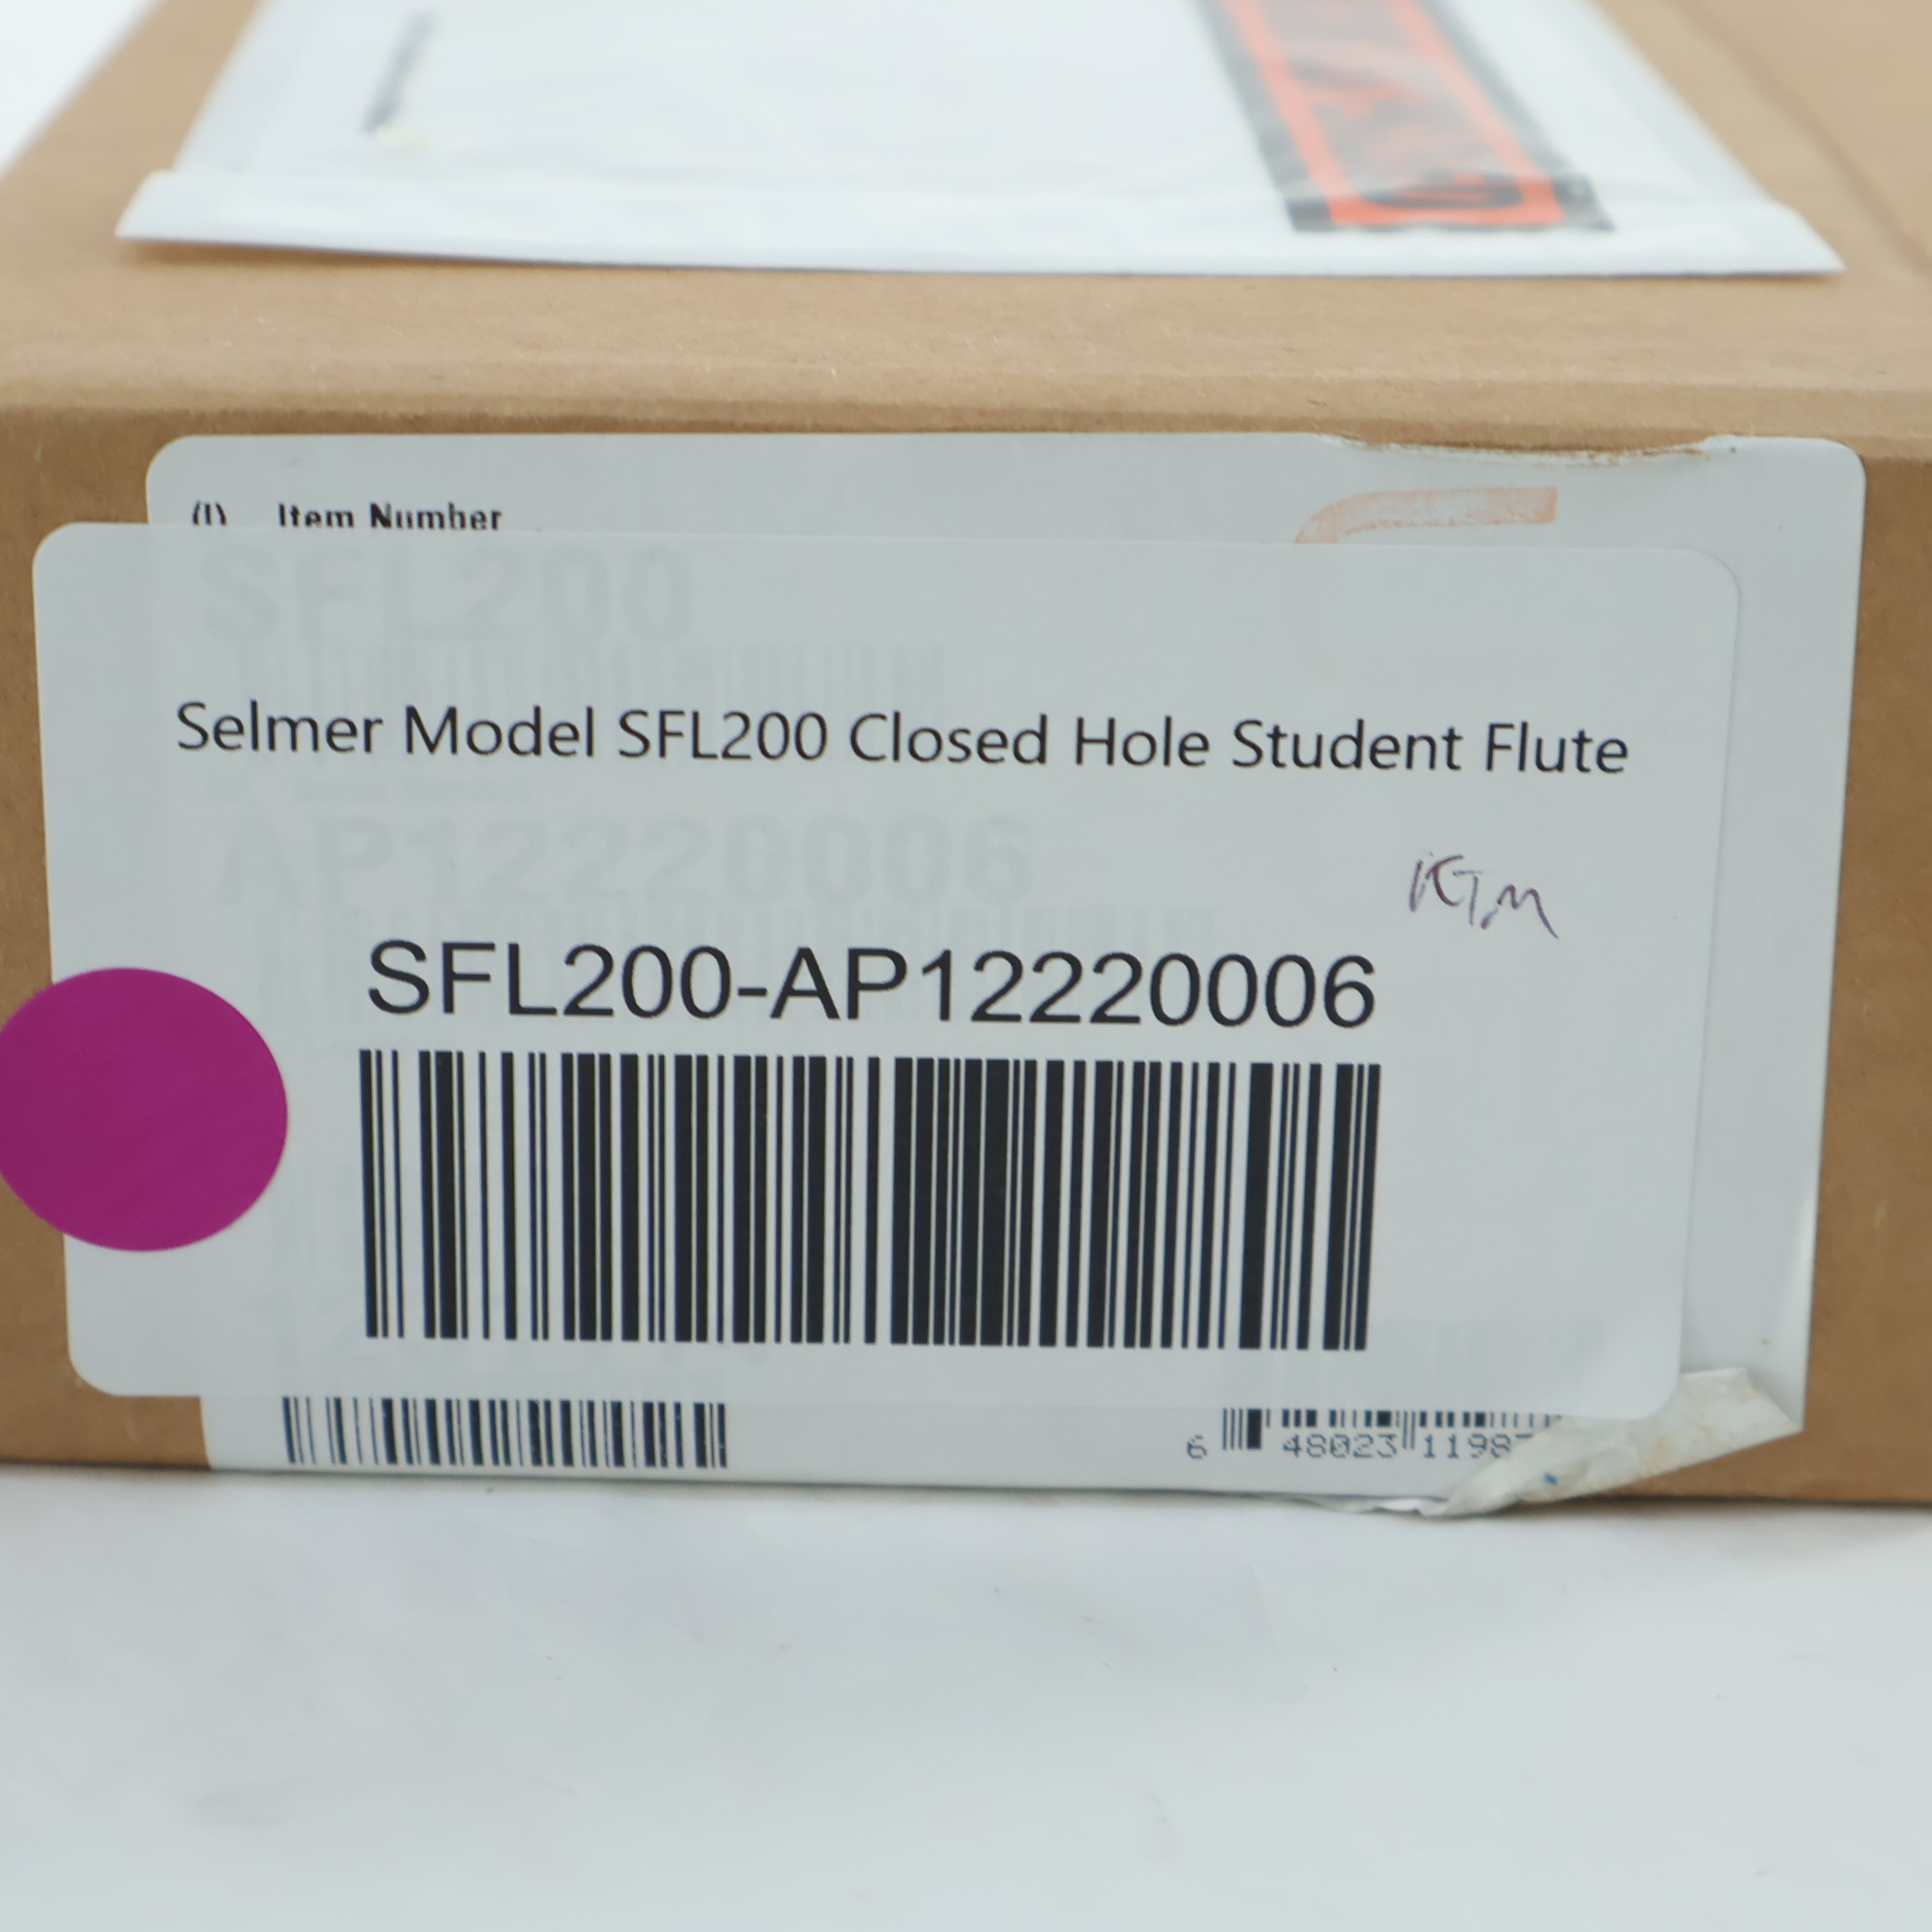 (I) Item Number
SFL200
Selmer Model SFL200 Closed Hole Student Flute
AP12220006
KTM
SFL200-AP12220006
6 48023 1198